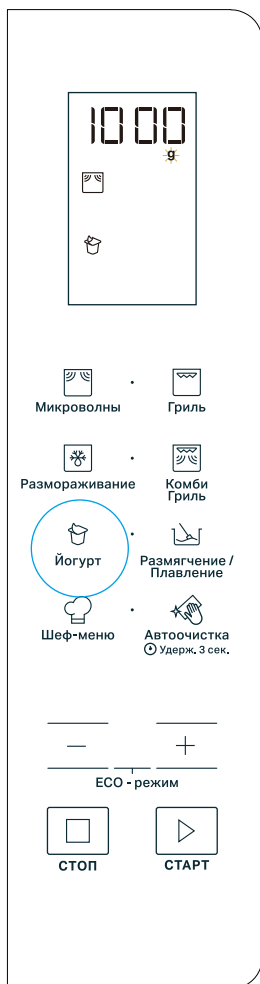 1000
g
Микроволны
Гриль
Размораживание
Комби
Гриль
Йогурт
Размягчение /
Плавление
Шеф-меню
Автоочистка
Удерж. 3 сек.
− +
ECO - режим
СТОП
СТАРТ